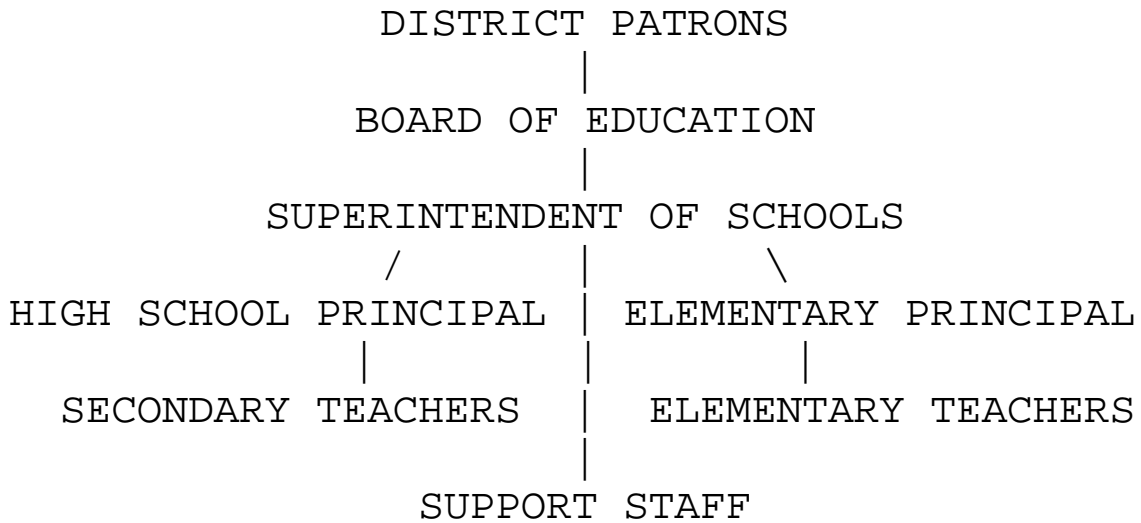 DISTRICT PATRONS
|
BOARD OF EDUCATION
|
SUPERINTENDENT OF SCHOOLS
/ | \
HIGH SCHOOL PRINCIPAL | ELEMENTARY PRINCIPAL
| | |
SECONDARY TEACHERS | ELEMENTARY TEACHERS
|
SUPPORT STAFF